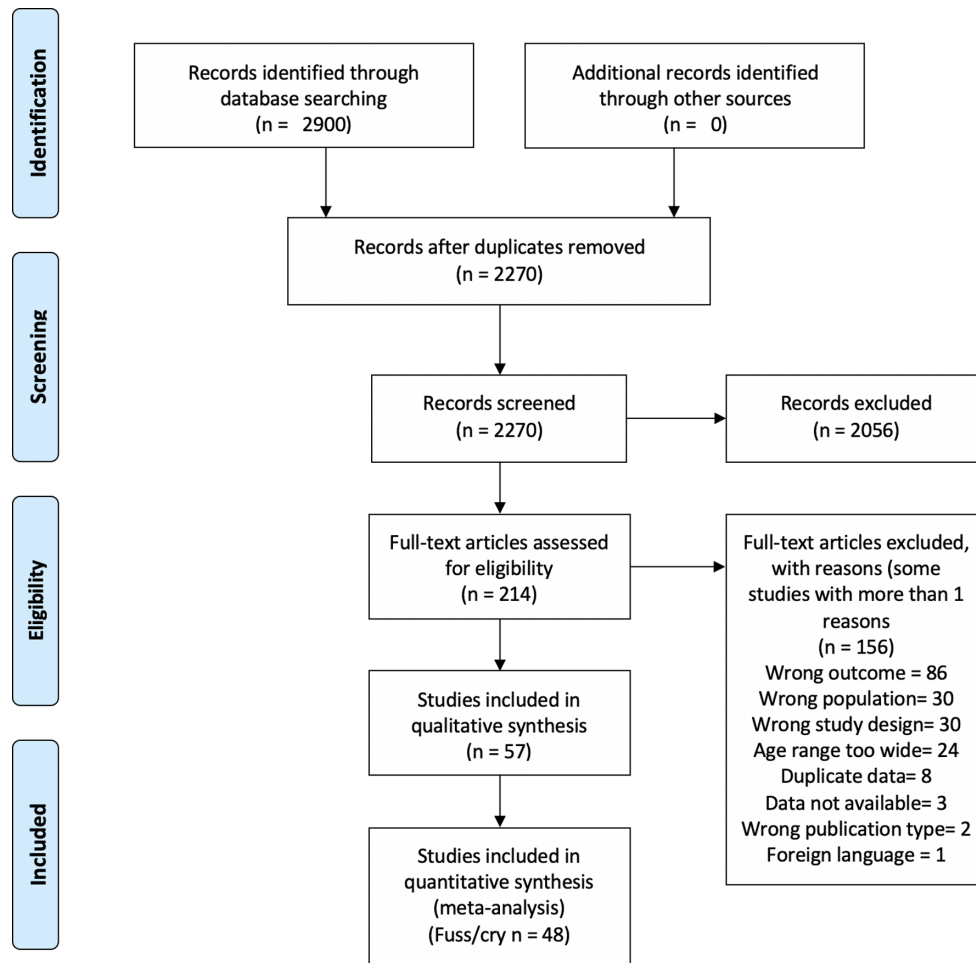 Identification
Records identified through
database searching
(n =   2900)
Additional records identified
through other sources
(n =   0)
Records after duplicates removed
(n = 2270)
Screening
Records screened
(n = 2270)
Records excluded
(n = 2056)
Eligibility
Full-text articles assessed
for eligibility
(n = 214)
Full-text articles excluded,
with reasons (some
studies with more than 1
reasons
(n = 156)
Wrong outcome = 86
Wrong population= 30
Wrong study design= 30
Age range too wide= 24
Duplicate data= 8
Data not available= 3
Wrong publication type= 2
Foreign language = 1
Studies included in
qualitative synthesis
(n = 57)
Included
Studies included in
quantitative synthesis
(meta-analysis)
(Fuss/cry n = 48)